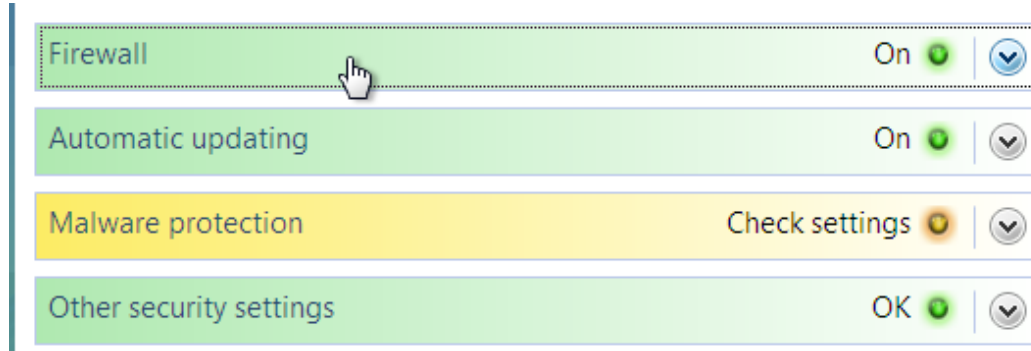 Firewall On
Automatic updating On
Malware protection Check settings
Other security settings OK